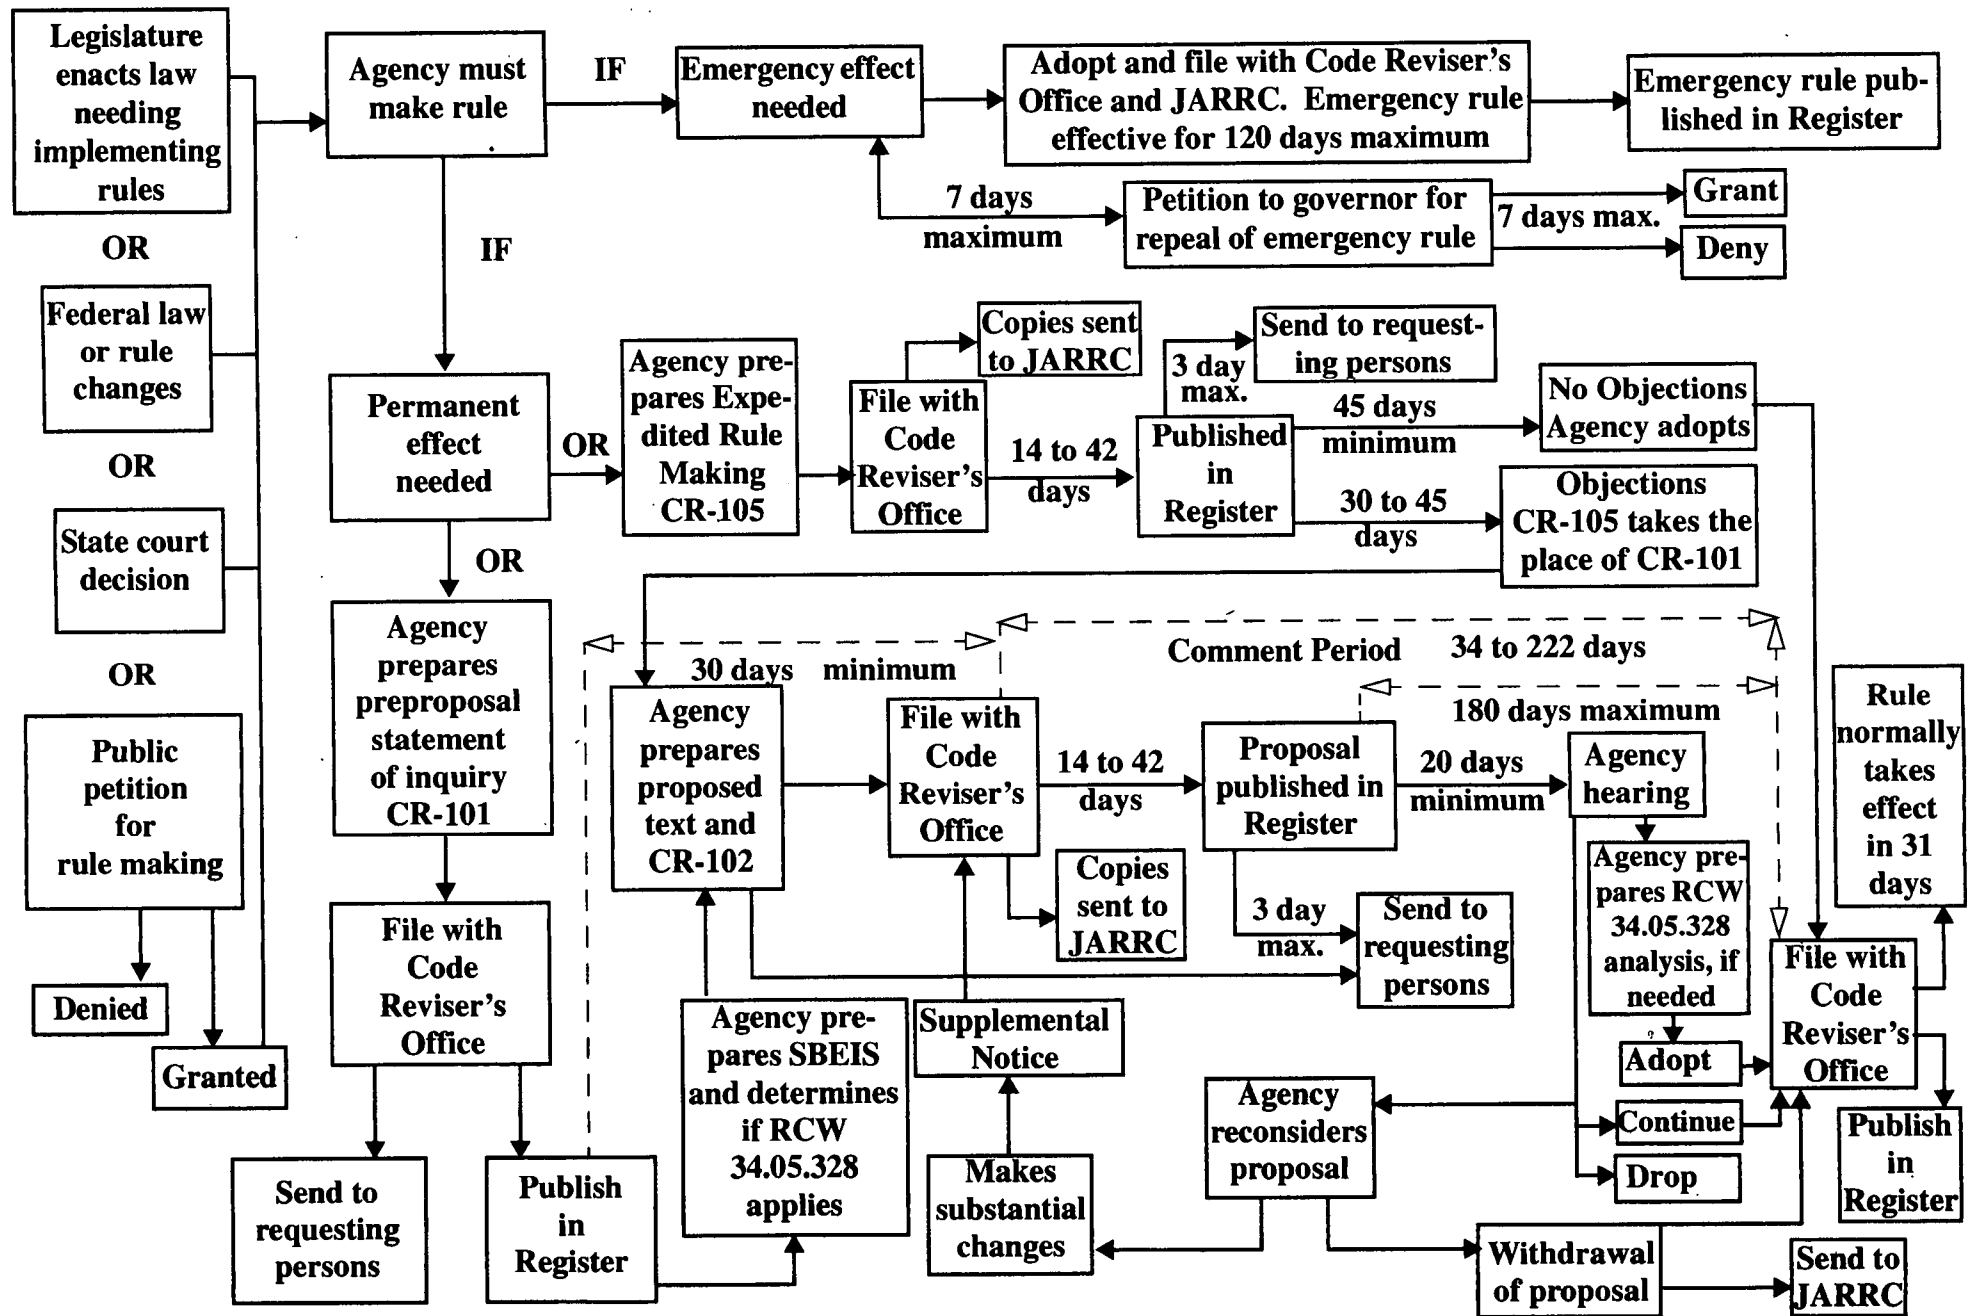 Legislature
enacts law
needing
implementing
rules
OR
Federal law
or rule
changes
OR
State court
decision
OR
Public
petition
for
rule making
Denied
Granted
Agency must
make rule
IF
Emergency effect
needed
Adopt and file with Code Reviser's
Office and JARRC. Emergency rule
effective for 120 days maximum
Emergency rule pub-
lished in Register
7 days
maximum
Petition to governor for
repeal of emergency rule
7 days max.
Grant
Deny
IF
Permanent
effect
needed
OR
Agency pre-
pares Expe-
dited Rule
Making
CR-105
File with
Code
Reviser's
Office
Copies sent
to JARRC
14 to 42
days
Published
in
Register
3 day
max.
Send to request-
ing persons
45 days
minimum
No Objections
Agency adopts
30 to 45
days
Objections
CR-105 takes the
place of CR-101
OR
Agency
prepares
preproposal
statement
of inquiry
CR-101
File with
Code
Reviser's
Office
Send to
requesting
persons
Publish
in
Register
30 days minimum
Agency
prepares
proposed
text and
CR-102
Agency pre-
pares SBEIS
and determines
if RCW
34.05.328
applies
File with
Code
Reviser's
Office
Copies
sent to
JARRC
Supplemental
Notice
Makes
substantial
changes
Comment Period 34 to 222 days
14 to 42
days
Proposal
published in
Register
180 days maximum
20 days
minimum
3 day
max.
Send to
requesting
persons
Agency
hearing
Agency pre-
pares RCW
34.05.328
analysis, if
needed
Adopt
Continue
Drop
Agency
reconsiders
proposal
Withdrawal
of proposal
Send to
JARRC
File with
Code
Reviser's
Office
Rule
normally
takes
effect
in 31
days
Publish
in
Register